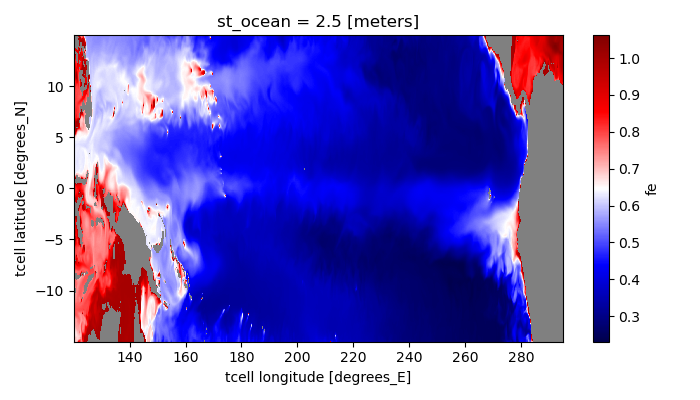 st_ocean = 2.5 [meters]
tcell latitude [degrees_N]
10
5
0
−5
−10
140 160 180 200 220 240 260 280
tcell longitude [degrees_E]
1.0
0.9
0.8
0.7
0.6
0.5
0.4
0.3
fe